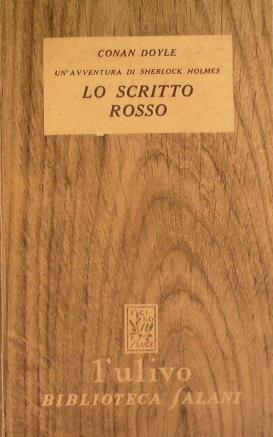 CONAN DOYLE
UN'AVVENTURA DI SHERLOCK HOLMES
LO SCRITTO
ROSSO
l'ulivo
BIBLIOTECA SALANI